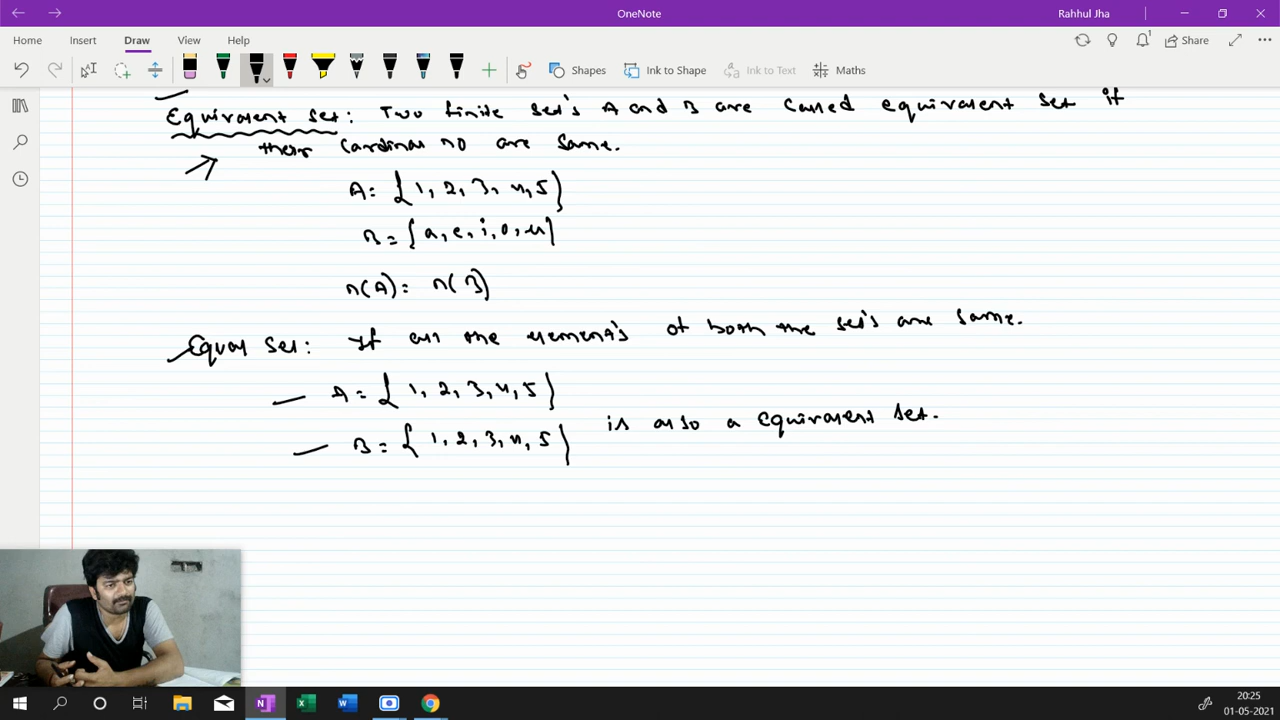 OneNote
Rahhul Jha
Home Insert Draw View Help
Share
Shapes Ink to Shape Ink to Text Maths
Equivalent Set: Two finite set's A and B are called equivalent set if
their Cardinal no are same.
A = {1, 2, 3, 4, 5}
B = {a, e, i, o, u}
n(A) = n(B)
Equal Set: If all the element's of both the set's are same.
A = {1, 2, 3, 4, 5}
is also a equivalent set.
B = {1, 2, 3, 4, 5}
20:25
01-05-2021